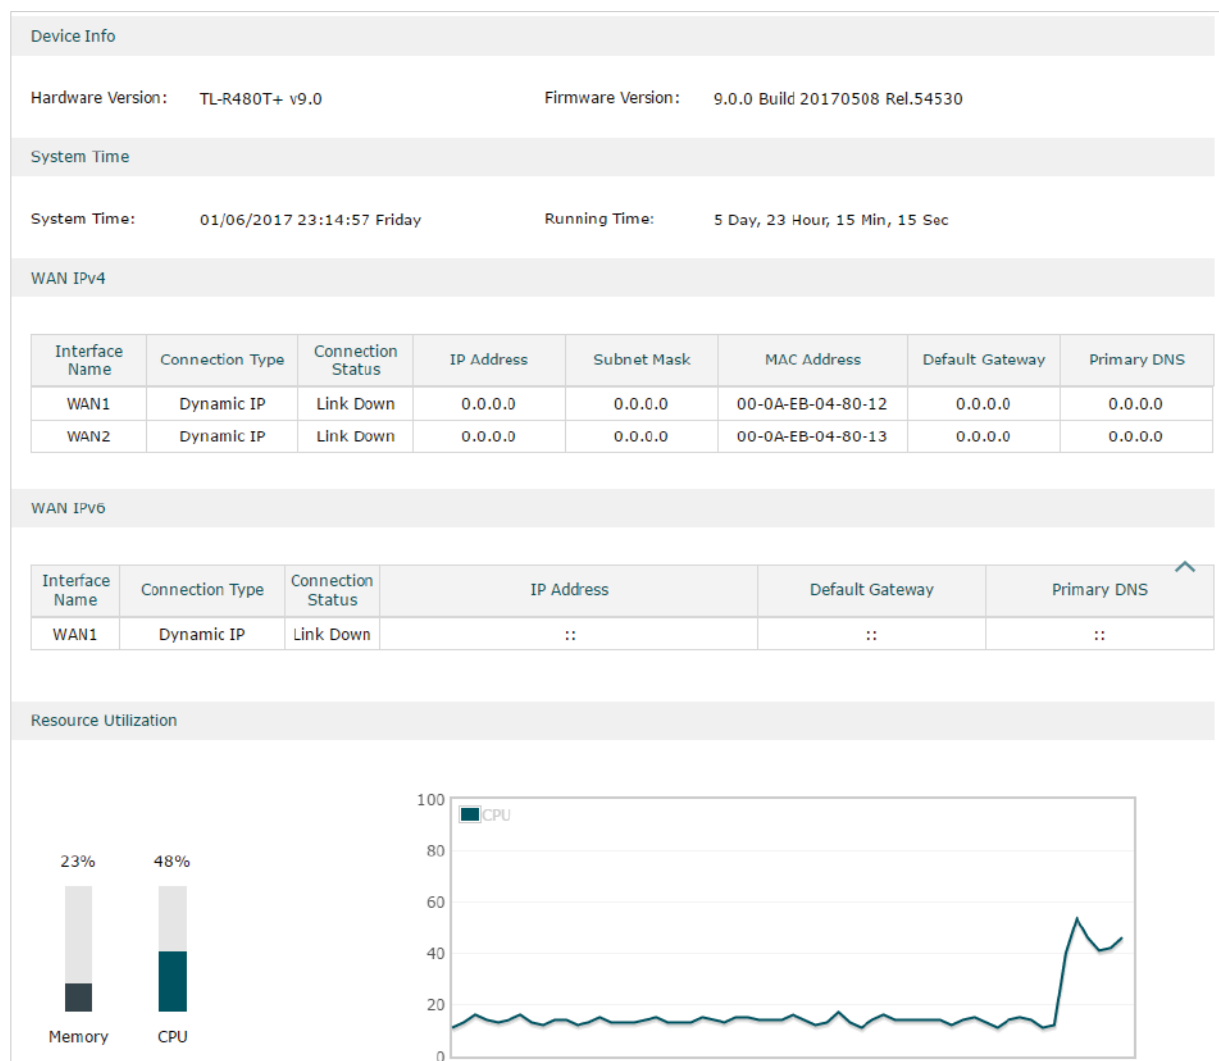 Device Info
Hardware Version: TL-R480T+ v9.0 Firmware Version: 9.0.0 Build 20170508 Rel.54530
System Time
System Time: 01/06/2017 23:14:57 Friday Running Time: 5 Day, 23 Hour, 15 Min, 15 Sec
WAN IPv4
Interface Name Connection Type Connection Status IP Address Subnet Mask MAC Address Default Gateway Primary DNS
WAN1 Dynamic IP Link Down 0.0.0.0 0.0.0.0 00-0A-EB-04-80-12 0.0.0.0 0.0.0.0
WAN2 Dynamic IP Link Down 0.0.0.0 0.0.0.0 00-0A-EB-04-80-13 0.0.0.0 0.0.0.0
WAN IPv6
Interface Name Connection Type Connection Status IP Address Default Gateway Primary DNS
WAN1 Dynamic IP Link Down :: :: ::
Resource Utilization
23% 48%
Memory CPU
100
CPU
80
60
40
20
0